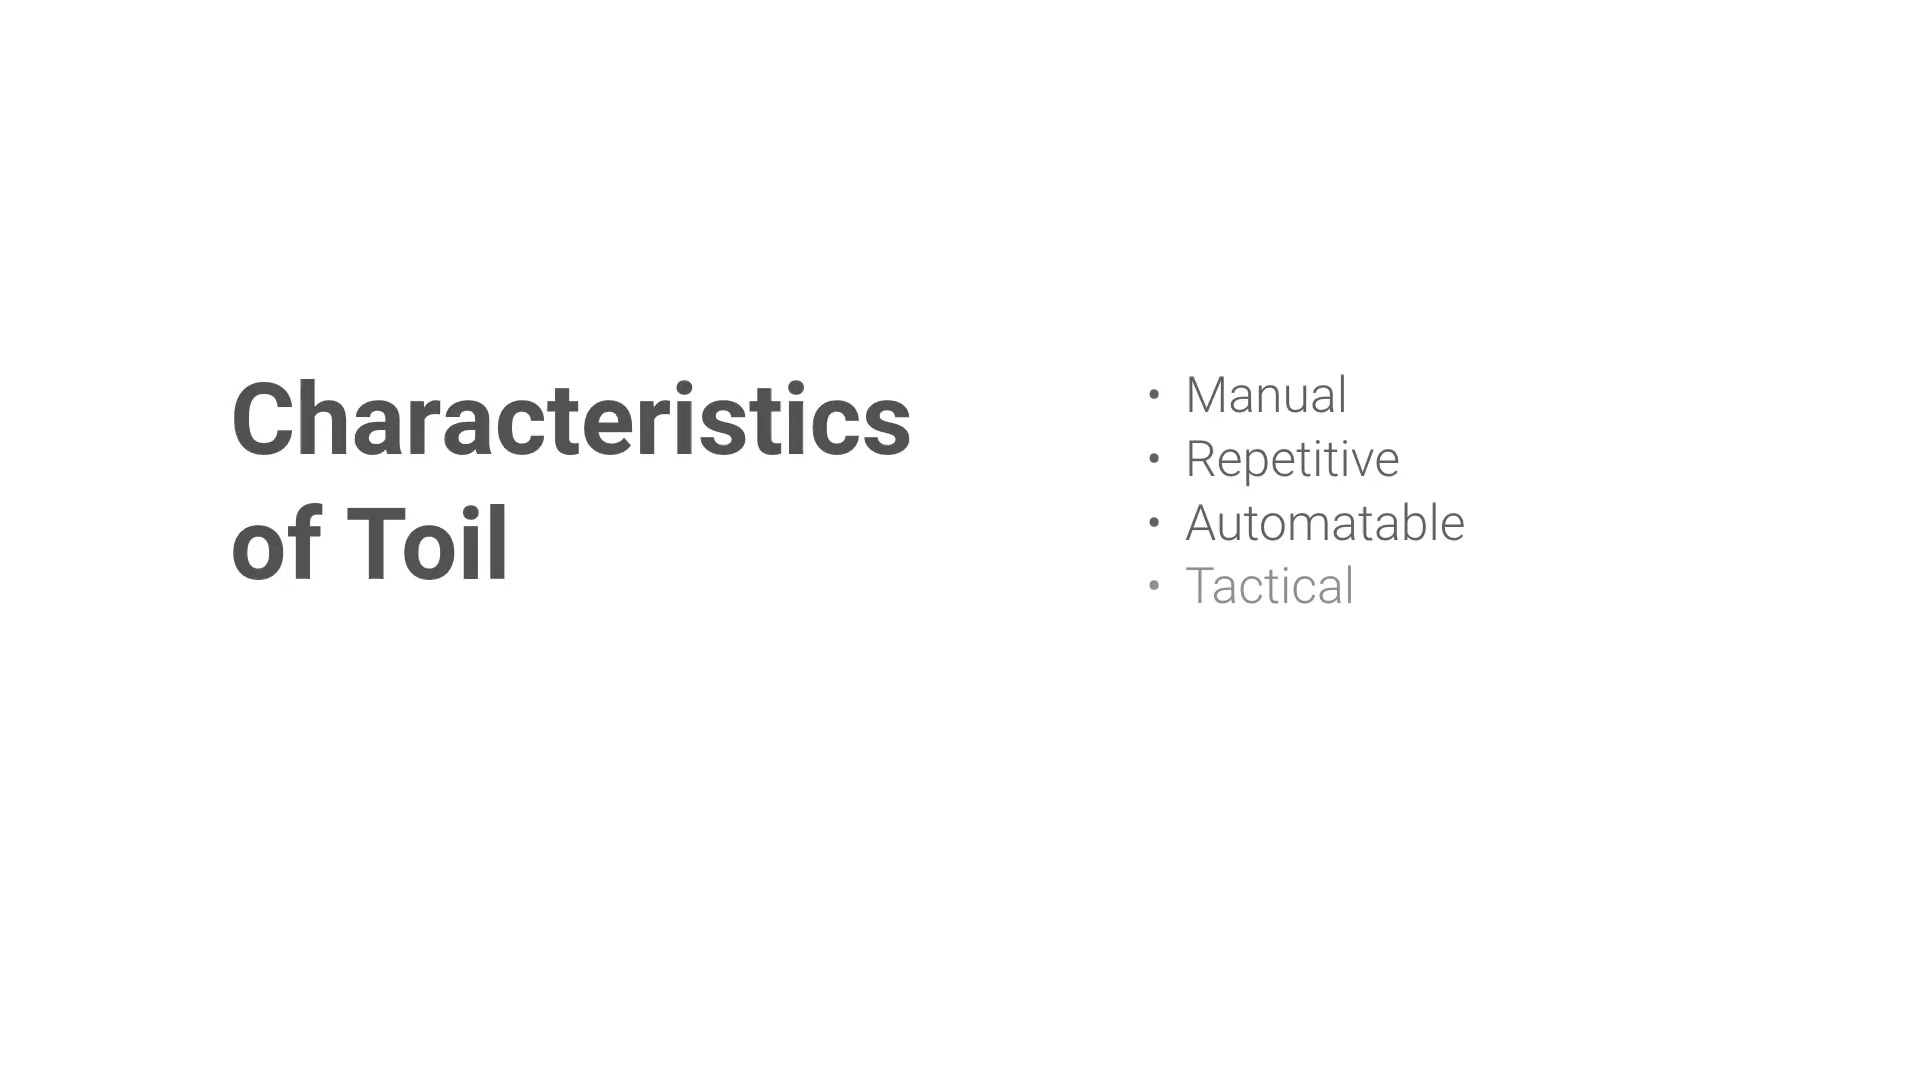 Characteristics
of Toil
• Manual
• Repetitive
• Automatable
• Tactical